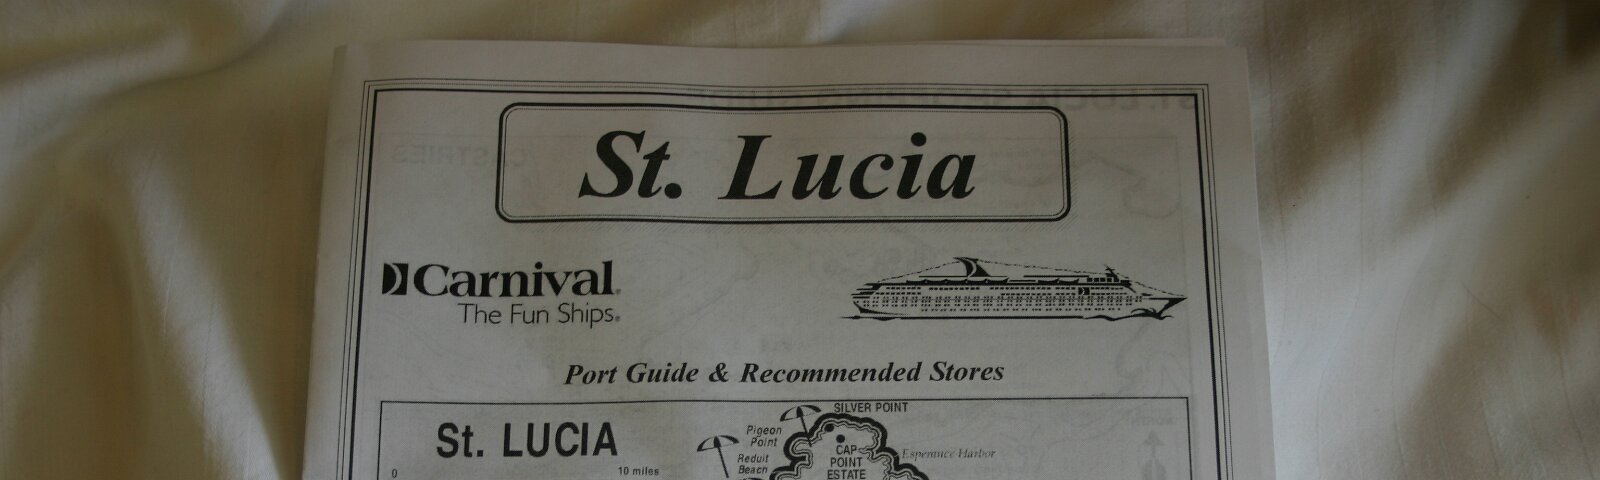 St. Lucia
Carnival®
The Fun Ships®
Port Guide & Recommended Stores
St. LUCIA
0 10 miles
SILVER POINT
Pigeon
Point
Reduit
Beach
CAP
POINT
ESTATE
Esperance Harbor